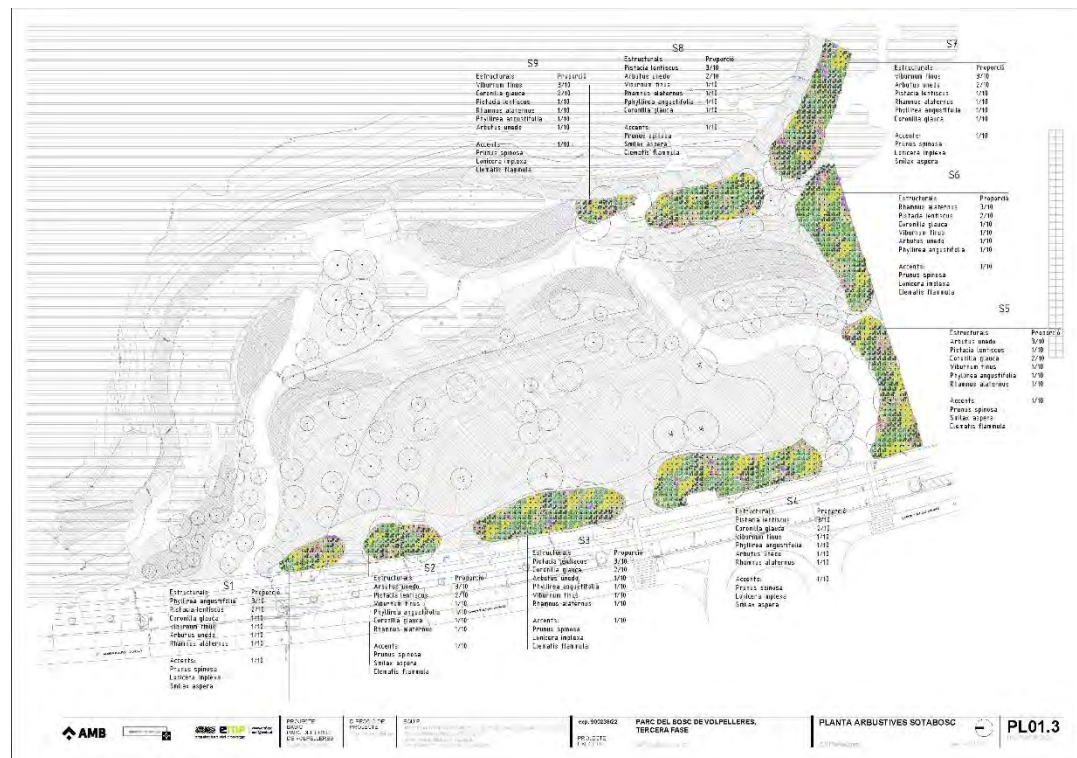 S9
Estructurals Proporció
Viburnum tinus 3/10
Coronilla glauca 2/10
Pistacia lentiscus 1/10
Rhamnus alaternus 1/10
Phyllirea angustifolia 1/10
Arbutus unedo 1/10
Accents: 1/10
Prunus spinosa
Lonicera implexa
Clematis flammula
S8
Estructurals Proporció
Pistacia lentiscus 3/10
Arbutus unedo 2/10
Viburnum tinus 1/10
Rhamnus alaternus 1/10
Pphyllirea angustifolia 1/10
Coronilla glauca 1/10
Accents: 1/10
Prunus spinosa
Smilax aspera
Clematis flammula
S7
Estructurals Proporció
Viburnum tinus 3/10
Arbutus unedo 2/10
Pistacia lentiscus 1/10
Rhamnus alaternus 1/10
Phyllirea angustifolia 1/10
Coronilla glauca 1/10
Accents: 1/10
Prunus spinosa
Lonicera implexa
Smilax aspera
S6
Estructurals Proporció
Rhamnus alaternus 3/10
Pistacia lentiscus 2/10
Coronilla glauca 1/10
Viburnum tinus 1/10
Arbutus unedo 1/10
Phyllirea angustifolia 1/10
Accents: 1/10
Prunus spinosa
Lonicera implexa
Clematis flammula
S5
Estructurals Proporció
Arbutus unedo 3/10
Pistacia lentiscus 1/10
Coronilla glauca 2/10
Viburnum tinus 1/10
Phyllirea angustifolia 1/10
Rhamnus alaternus 1/10
Accents: 1/10
Prunus spinosa
Smilax aspera
Clematis flammula
S4
Estructurals Proporció
Pistacia lentiscus 3/10
Coronilla glauca 2/10
Viburnum tinus 1/10
Phyllirea angustifolia 1/10
Arbutus unedo 1/10
Rhamnus alaternus 1/10
Accents: 1/10
Prunus spinosa
Lonicera implexa
Smilax aspera
S3
Estructurals Proporció
Pistacia lentiscus 3/10
Coronilla glauca 2/10
Arbutus unedo 1/10
Phyllirea angustifolia 1/10
Viburnum tinus 1/10
Rhamnus alaternus 1/10
Accents: 1/10
Prunus spinosa
Lonicera implexa
Clematis flammula
S2
Estructurals Proporció
Arbutus unedo 3/10
Pistacia lentiscus 2/10
Viburnum tinus 1/10
Phyllirea angustifolia 1/10
Coronilla glauca 1/10
Rhamnus alaternus 1/10
Accents: 1/10
Prunus spinosa
Smilax aspera
Clematis flammula
S1
Estructurals Proporció
Phyllirea angustifolia 3/10
Pistacia lentiscus 2/10
Coronilla glauca 1/10
Viburnum tinus 1/10
Arbutus unedo 1/10
Rhamnus alaternus 1/10
Accents: 1/10
Prunus spinosa
Lonicera implexa
Smilax aspera
AMB
PROJECTE
BÀSIC
EQUIP
PARC DEL BOSC DE VOLPELLERES,
TERCERA FASE
PLANTA ARBUSTIVES SOTABOSC
PL01.3